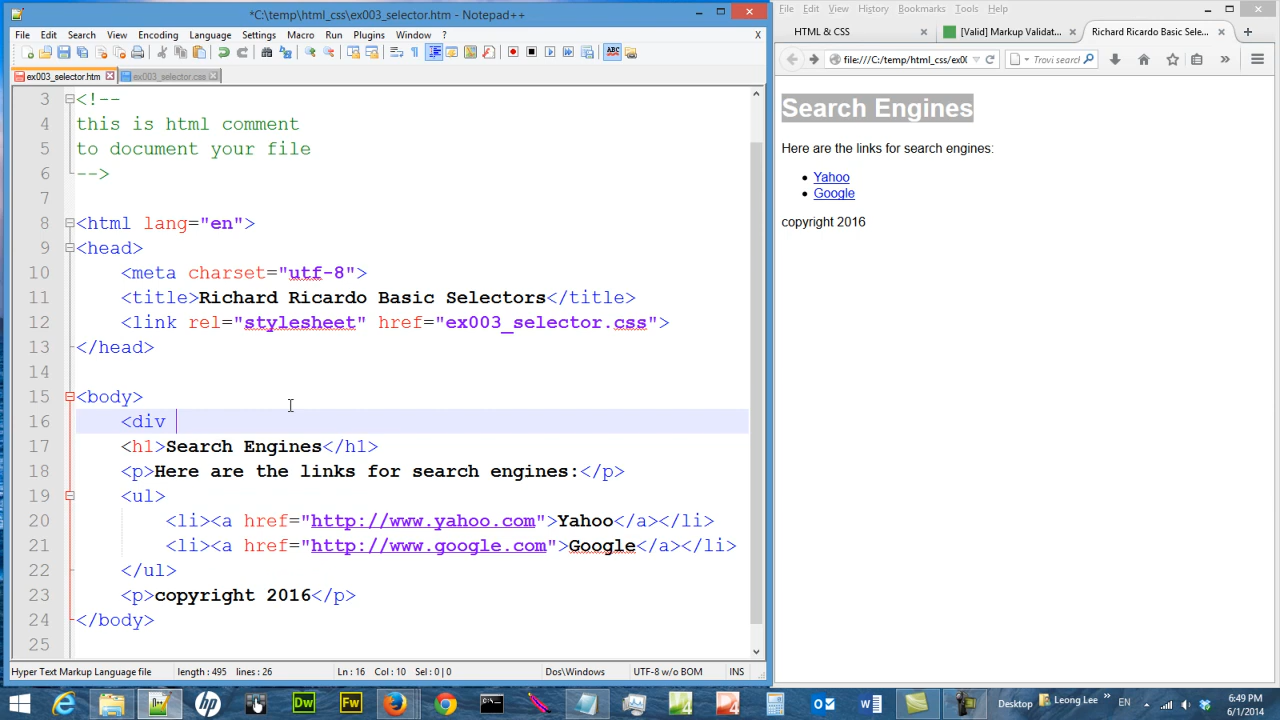 *C:\temp\html_css\ex003_selector.htm - Notepad++
File Edit Search View Encoding Language Settings Macro Run Plugins Window ? X
ex003_selector.htm ex003_selector.css
3 <!--
4 this is html comment
5 to document your file
6 -->
7
8 <html lang="en">
9 <head>
10 <meta charset="utf-8">
11 <title>Richard Ricardo Basic Selectors</title>
12 <link rel="stylesheet" href="ex003_selector.css">
13 </head>
14
15 <body>
16 <div
17 <h1>Search Engines</h1>
18 <p>Here are the links for search engines:</p>
19 <ul>
20 <li><a href="http://www.yahoo.com">Yahoo</a></li>
21 <li><a href="http://www.google.com">Google</a></li>
22 </ul>
23 <p>copyright 2016</p>
24 </body>
25
Hyper Text Markup Language file length : 495 lines : 26 Ln : 16 Col : 10 Sel : 0 | 0 Dos\Windows UTF-8 w/o BOM INS
File Edit View History Bookmarks Tools Help
HTML & CSS [Valid] Markup Validat... Richard Ricardo Basic Sele...
file:///C:/temp/html_css/ex0( Trovi search
Search Engines
Here are the links for search engines:
Yahoo
Google
copyright 2016
Desktop Leong Lee EN 6:49 PM
6/1/2014